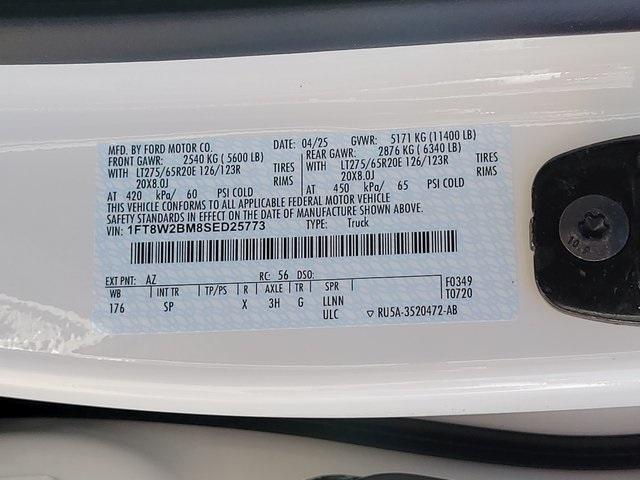 MFD. BY FORD MOTOR CO. DATE: 04/25 GVWR: 5171 KG (11400 LB)
FRONT GAWR: 2540 KG (5600 LB) REAR GAWR: 2876 KG (6340 LB)
WITH LT275/65R20E 126/123R TIRES WITH LT275/65R20E 126/123R TIRES
20X8.0J RIMS 20X8.0J RIMS
AT 420 kPa/ 60 PSI COLD AT 450 kPa/ 65 PSI COLD
THIS VEHICLE CONFORMS TO ALL APPLICABLE FEDERAL MOTOR VEHICLE
SAFETY STANDARDS IN EFFECT ON THE DATE OF MANUFACTURE SHOWN ABOVE.
VIN: 1FT8W2BM8SED25773 TYPE: Truck
EXT PNT: AZ RC: 56 DSO: F0349
WB INT TR TP/PS R AXLE TR SPR T0720
176 SP X 3H G LLNN
ULC ▽ RU5A-3520472-AB
10.9